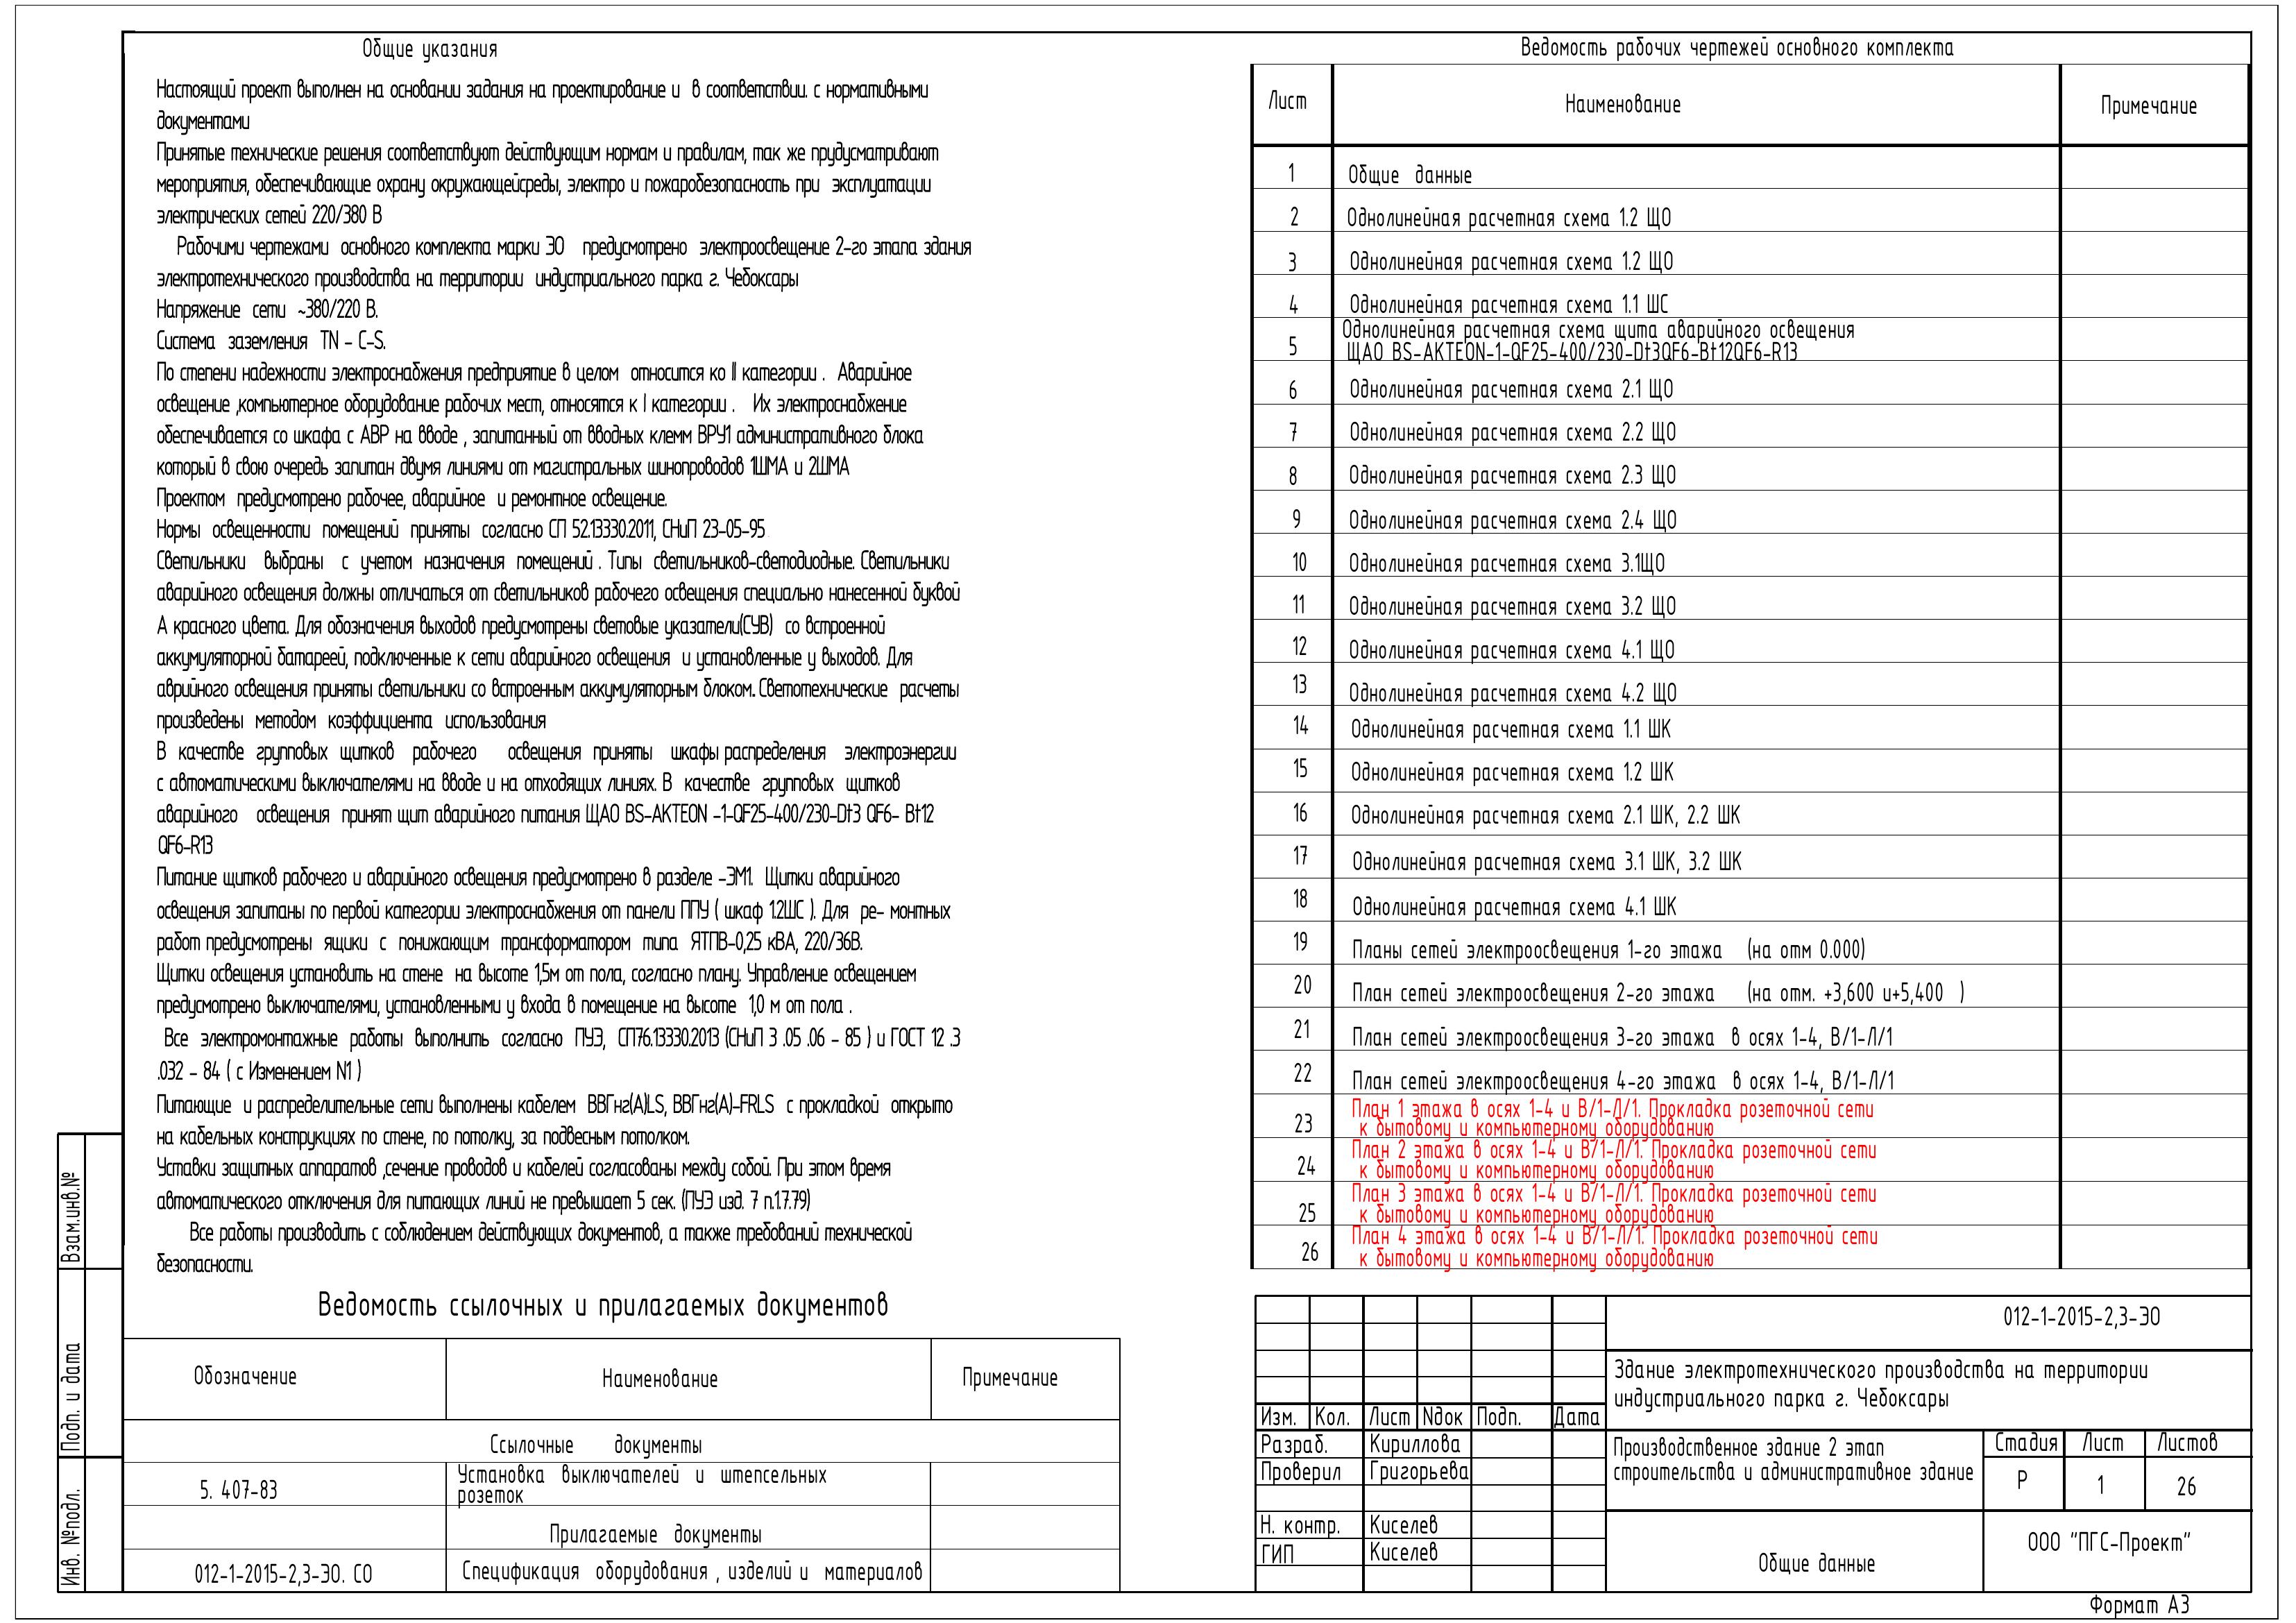 Общие указания
Настоящий проект выполнен на основании задания на проектирование и в соответствии. с нормативными
документами
Принятые технические решения соответствуют действующим нормам и правилам, так же прудусматривают
мероприятия, обеспечивающие охрану окружающейсреды, электро и пожаробезопасность при эксплуатации
электрических сетей 220/380 В
Рабочими чертежами основного комплекта марки ЭО предусмотрено электроосвещение 2-го этапа здания
электротехнического производства на территории индустриального парка г. Чебоксары
Напряжение сети ~380/220 В.
Система заземления TN - C-S.
По степени надежности электроснабжения предприятие в целом относится ко II категории . Аварийное
освещение ,компьютерное оборудование рабочих мест, относятся к I категории . Их электроснабжение
обеспечивается со шкафа с АВР на вводе , запитанный от вводных клемм ВРУ1 административного блока
который в свою очередь запитан двумя линиями от магистральных шинопроводов 1ШМА и 2ШМА
Проектом предусмотрено рабочее, аварийное и ремонтное освещение.
Нормы освещенности помещений приняты согласно СП 52.13330.2011, СНиП 23-05-95
Светильники выбраны с учетом назначения помещений . Типы светильников-светодиодные. Светильники
аварийного освещения должны отличаться от светильников рабочего освещения специально нанесенной буквой
А красного цвета. Для обозначения выходов предусмотрены световые указатели(СУВ) со встроенной
аккумуляторной батареей, подключенные к сети аварийного освещения и установленные у выходов. Для
аврийного освещения приняты светильники со встроенным аккумуляторным блоком.. Светотехнические расчеты
произведены методом коэффициента использования
В качестве групповых щитков рабочего освещения приняты шкафы распределения электроэнергии
с автоматическими выключателями на вводе и на отходящих линиях. В качестве групповых щитков
аварийного освещения принят щит аварийного питания ЩАО BS-AKTEON -1-QF25-400/230-Dt3 QF6- Bt12
QF6-R13
Питание щитков рабочего и аварийного освещения предусмотрено в разделе -ЭМ1. Щитки аварийного
освещения запитаны по первой категории электроснабжения от панели ППУ ( шкаф 1.2ШС ). Для ре- монтных
работ предусмотрены ящики с понижающим трансформатором типа ЯТПВ-0,25 кВА, 220/36В.
Щитки освещения установить на стене на высоте 1,5м от пола, согласно плану. Управление освещением
предусмотрено выключателями, установленными у входа в помещение на высоте 1,0 м от пола .
Все электромонтажные работы выполнить согласно ПУЭ, СП76.13330.2013 (СНиП 3 .05 .06 - 85 ) и ГОСТ 12 .3
.032 - 84 ( с Изменением N1 )
Питающие и распределительные сети выполнены кабелем ВВГнг(А)LS, ВВГнг(А)-FRLS с прокладкой открыто
на кабельных конструкциях по стене, по потолку, за подвесным потолком.
Уставки защитных аппаратов ,сечение проводов и кабелей согласованы между собой. При этом время
автоматического отключения для питающих линий не превышает 5 сек. (ПУЭ изд. 7 п.1.7.79)
Все работы производить с соблюдением действующих документов, а также требований технической
безопасности.
Ведомость ссылочных и прилагаемых документов
Обозначение Наименование Примечание
Ссылочные документы
5. 407-83 Установка выключателей и штепсельных
розеток
Прилагаемые документы
012-1-2015-2,3-ЭО. СО Спецификация оборудования , изделий и материалов
Взам.инв.№
Подп. и дата
Инв. №подл.
Ведомость рабочих чертежей основного комплекта
Лист Наименование Примечание
1 Общие данные
2 Однолинейная расчетная схема 1.2 ЩО
3 Однолинейная расчетная схема 1.2 ЩО
4 Однолинейная расчетная схема 1.1 ШС
5 Однолинейная расчетная схема щита аварийного освещения
ЩАО BS-AKTEON-1-QF25-400/230-Dt3QF6-Bt12QF6-R13
6 Однолинейная расчетная схема 2.1 ЩО
7 Однолинейная расчетная схема 2.2 ЩО
8 Однолинейная расчетная схема 2.3 ЩО
9 Однолинейная расчетная схема 2.4 ЩО
10 Однолинейная расчетная схема 3.1ЩО
11 Однолинейная расчетная схема 3.2 ЩО
12 Однолинейная расчетная схема 4.1 ЩО
13 Однолинейная расчетная схема 4.2 ЩО
14 Однолинейная расчетная схема 1.1 ШК
15 Однолинейная расчетная схема 1.2 ШК
16 Однолинейная расчетная схема 2.1 ШК, 2.2 ШК
17 Однолинейная расчетная схема 3.1 ШК, 3.2 ШК
18 Однолинейная расчетная схема 4.1 ШК
19 Планы сетей электроосвещения 1-го этажа (на отм 0.000)
20 План сетей электроосвещения 2-го этажа (на отм. +3,600 и+5,400 )
21 План сетей электроосвещения 3-го этажа в осях 1-4, В/1-Л/1
22 План сетей электроосвещения 4-го этажа в осях 1-4, В/1-Л/1
23 План 1 этажа в осях 1-4 и В/1-Л/1. Прокладка розеточной сети
к бытовому и компьютерному оборудованию
24 План 2 этажа в осях 1-4 и В/1-Л/1. Прокладка розеточной сети
к бытовому и компьютерному оборудованию
25 План 3 этажа в осях 1-4 и В/1-Л/1. Прокладка розеточной сети
к бытовому и компьютерному оборудованию
26 План 4 этажа в осях 1-4 и В/1-Л/1. Прокладка розеточной сети
к бытовому и компьютерному оборудованию
012-1-2015-2,3-ЭО
Здание электротехнического производства на территории
индустриального парка г. Чебоксары
Изм. Кол. Лист Nдок Подп. Дата
Разраб. Кириллова
Проверил Григорьева
Н. контр. Киселев
ГИП Киселев
Производственное здание 2 этап
строительства и административное здание
Стадия Лист Листов
Р 1 26
Общие данные
ООО "ПГС-Проект"
Формат А3